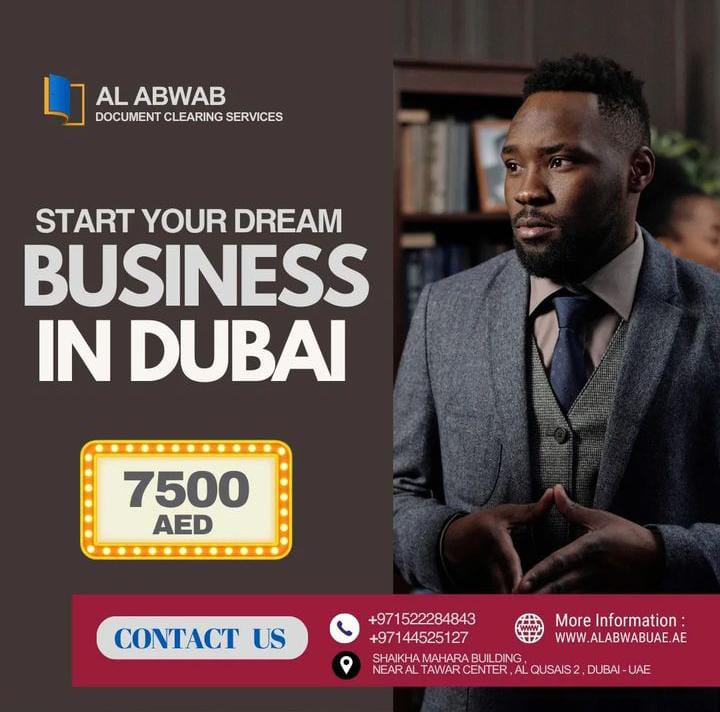 AL ABWAB
DOCUMENT CLEARING SERVICES
START YOUR DREAM
BUSINESS
IN DUBAI
7500
AED
CONTACT US
+971522284843
+97144525127
SHAIKHA MAHARA BUILDING ,
NEAR AL TAWAR CENTER , AL QUSAIS 2 , DUBAI - UAE
WWW
More Information :
WWW.ALABWABUAE.AE